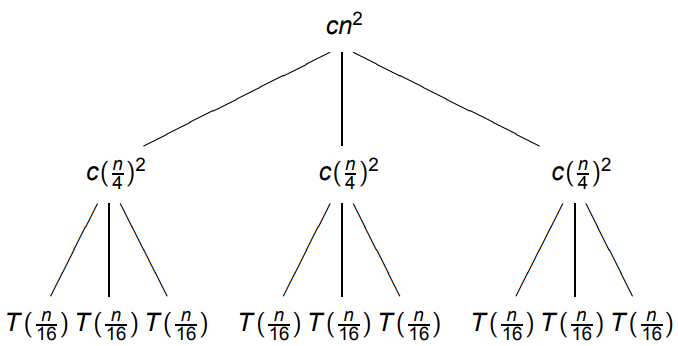 cn²
c(n/4)² c(n/4)² c(n/4)²
T(n/16) T(n/16) T(n/16) T(n/16) T(n/16) T(n/16) T(n/16) T(n/16) T(n/16)